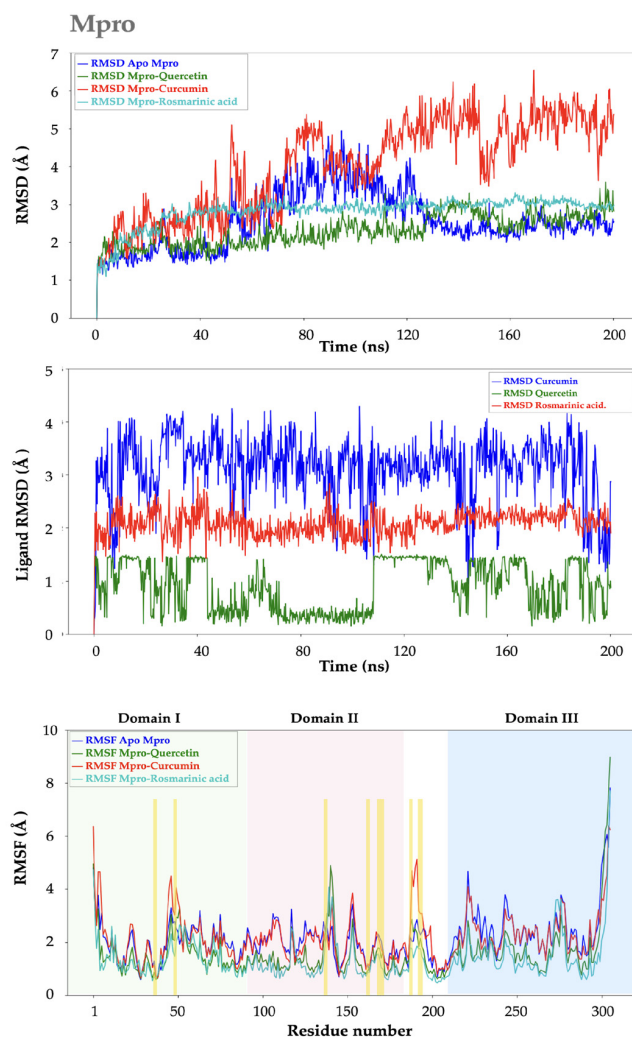 Mpro
7
6
5
4
3
2
1
0
RMSD (Å)
RMSD Apo Mpro
RMSD Mpro-Quercetin
RMSD Mpro-Curcumin
RMSD Mpro-Rosmarinic acid
0 40 80 120 160 200
Time (ns)
5
4
3
2
1
0
Ligand RMSD (Å)
RMSD Curcumin
RMSD Quercetin
RMSD Rosmarinic acid.
0 40 80 120 160 200
Time (ns)
Domain I Domain II Domain III
10
8
6
4
2
0
RMSF (Å)
RMSF Apo Mpro
RMSF Mpro-Quercetin
RMSF Mpro-Curcumin
RMSF Mpro-Rosmarinic acid
1 50 100 150 200 250 300
Residue number